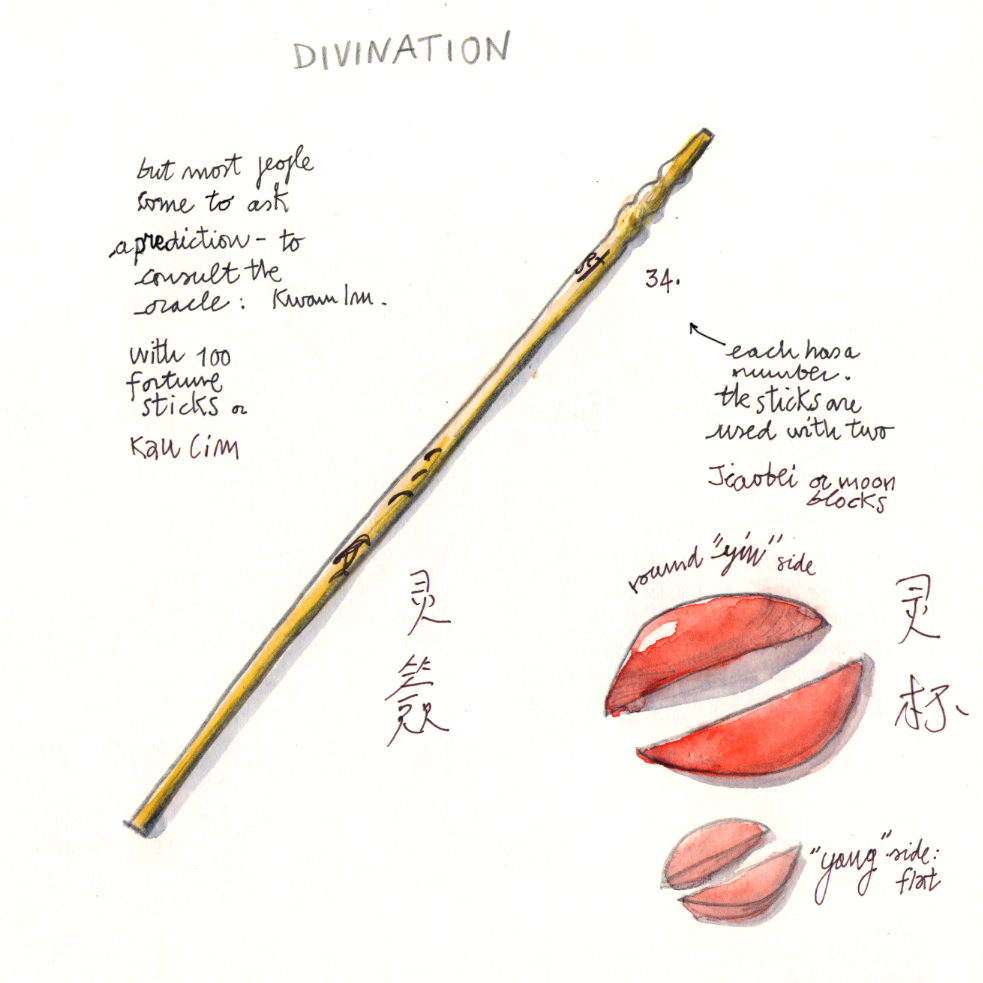 DIVINATION
but most people
some to ask
a prediction - to
consult the
oracle: Kwan Im.
with 100
fortune
sticks or
Kau Cim
34.
each has a
number.
the sticks are
used with two
Jiaobei or moon
blocks
round "yin" side
灵
签
灵
杯
"yang" side:
flat